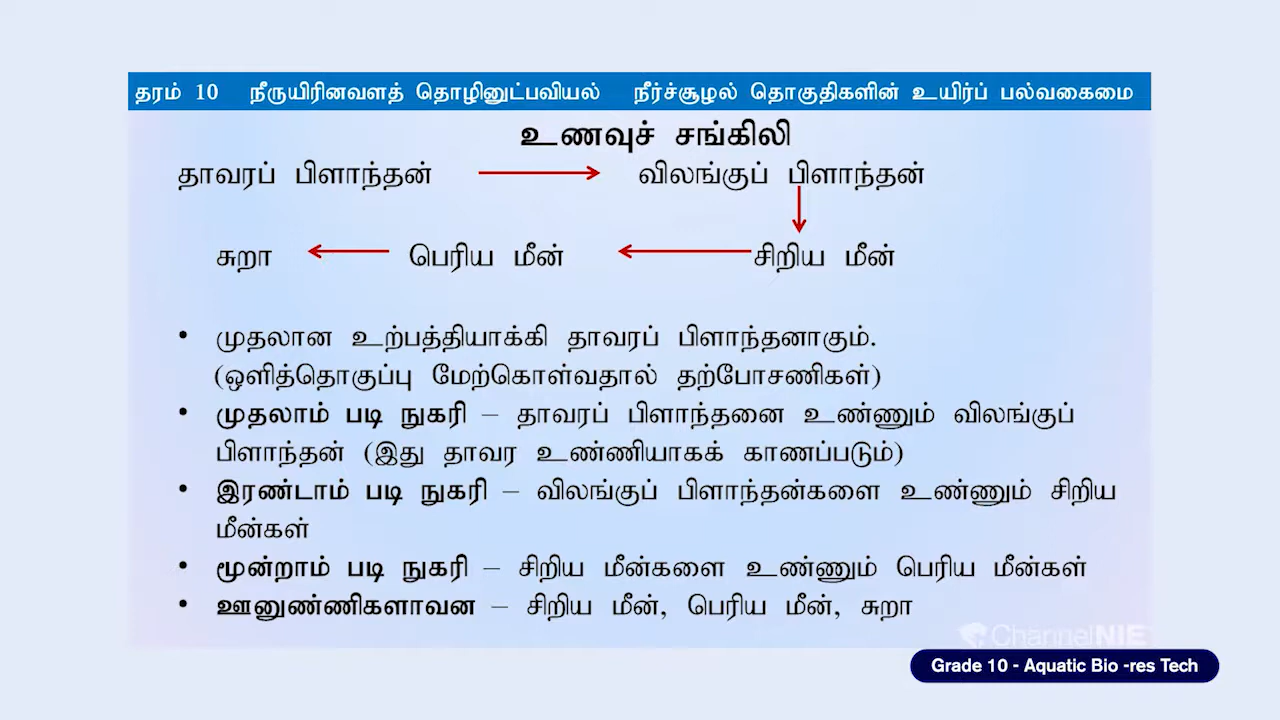 தரம் 10 நீருயிரினவளத் தொழினுட்பவியல் நீர்ச்சூழல் தொகுதிகளின் உயிர்ப் பல்வகைமை
உணவுச் சங்கிலி
தாவரப் பிளாந்தன் விலங்குப் பிளாந்தன்
சுறா பெரிய மீன் சிறிய மீன்
• முதலான உற்பத்தியாக்கி தாவரப் பிளாந்தனாகும்.
(ஒளித்தொகுப்பு மேற்கொள்வதால் தற்போசணிகள்)
• முதலாம் படி நுகரி – தாவரப் பிளாந்தனை உண்ணும் விலங்குப்
பிளாந்தன் (இது தாவர உண்ணியாகக் காணப்படும்)
• இரண்டாம் படி நுகரி – விலங்குப் பிளாந்தன்களை உண்ணும் சிறிய
மீன்கள்
• மூன்றாம் படி நுகரி – சிறிய மீன்களை உண்ணும் பெரிய மீன்கள்
• ஊனுண்ணிகளாவன – சிறிய மீன், பெரிய மீன், சுறா
ChannelNIE
Grade 10 - Aquatic Bio -res Tech